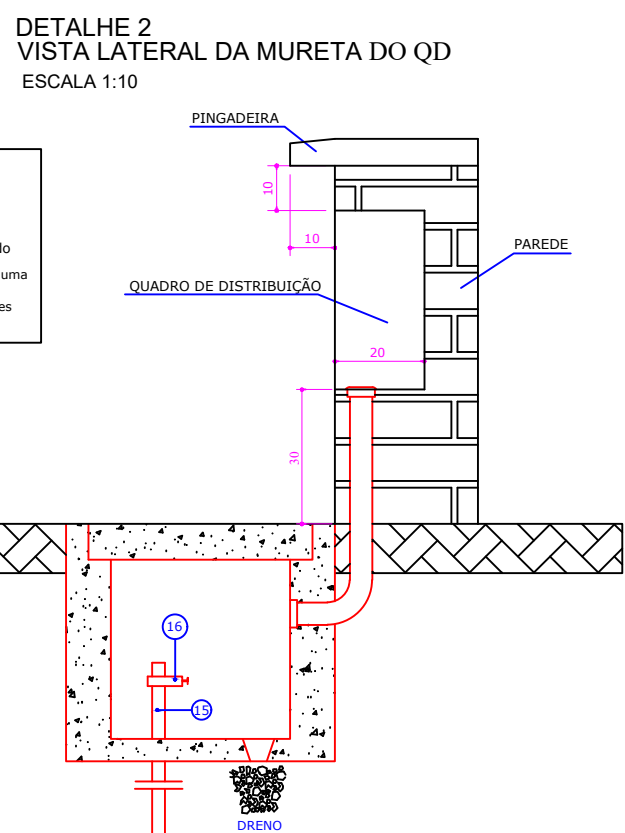 DETALHE 2
VISTA LATERAL DA MURETA DO QD
ESCALA 1:10
PINGADEIRA
10
10
PAREDE
uma
es
QUADRO DE DISTRIBUIÇÃO
20
30
16
15
DRENO